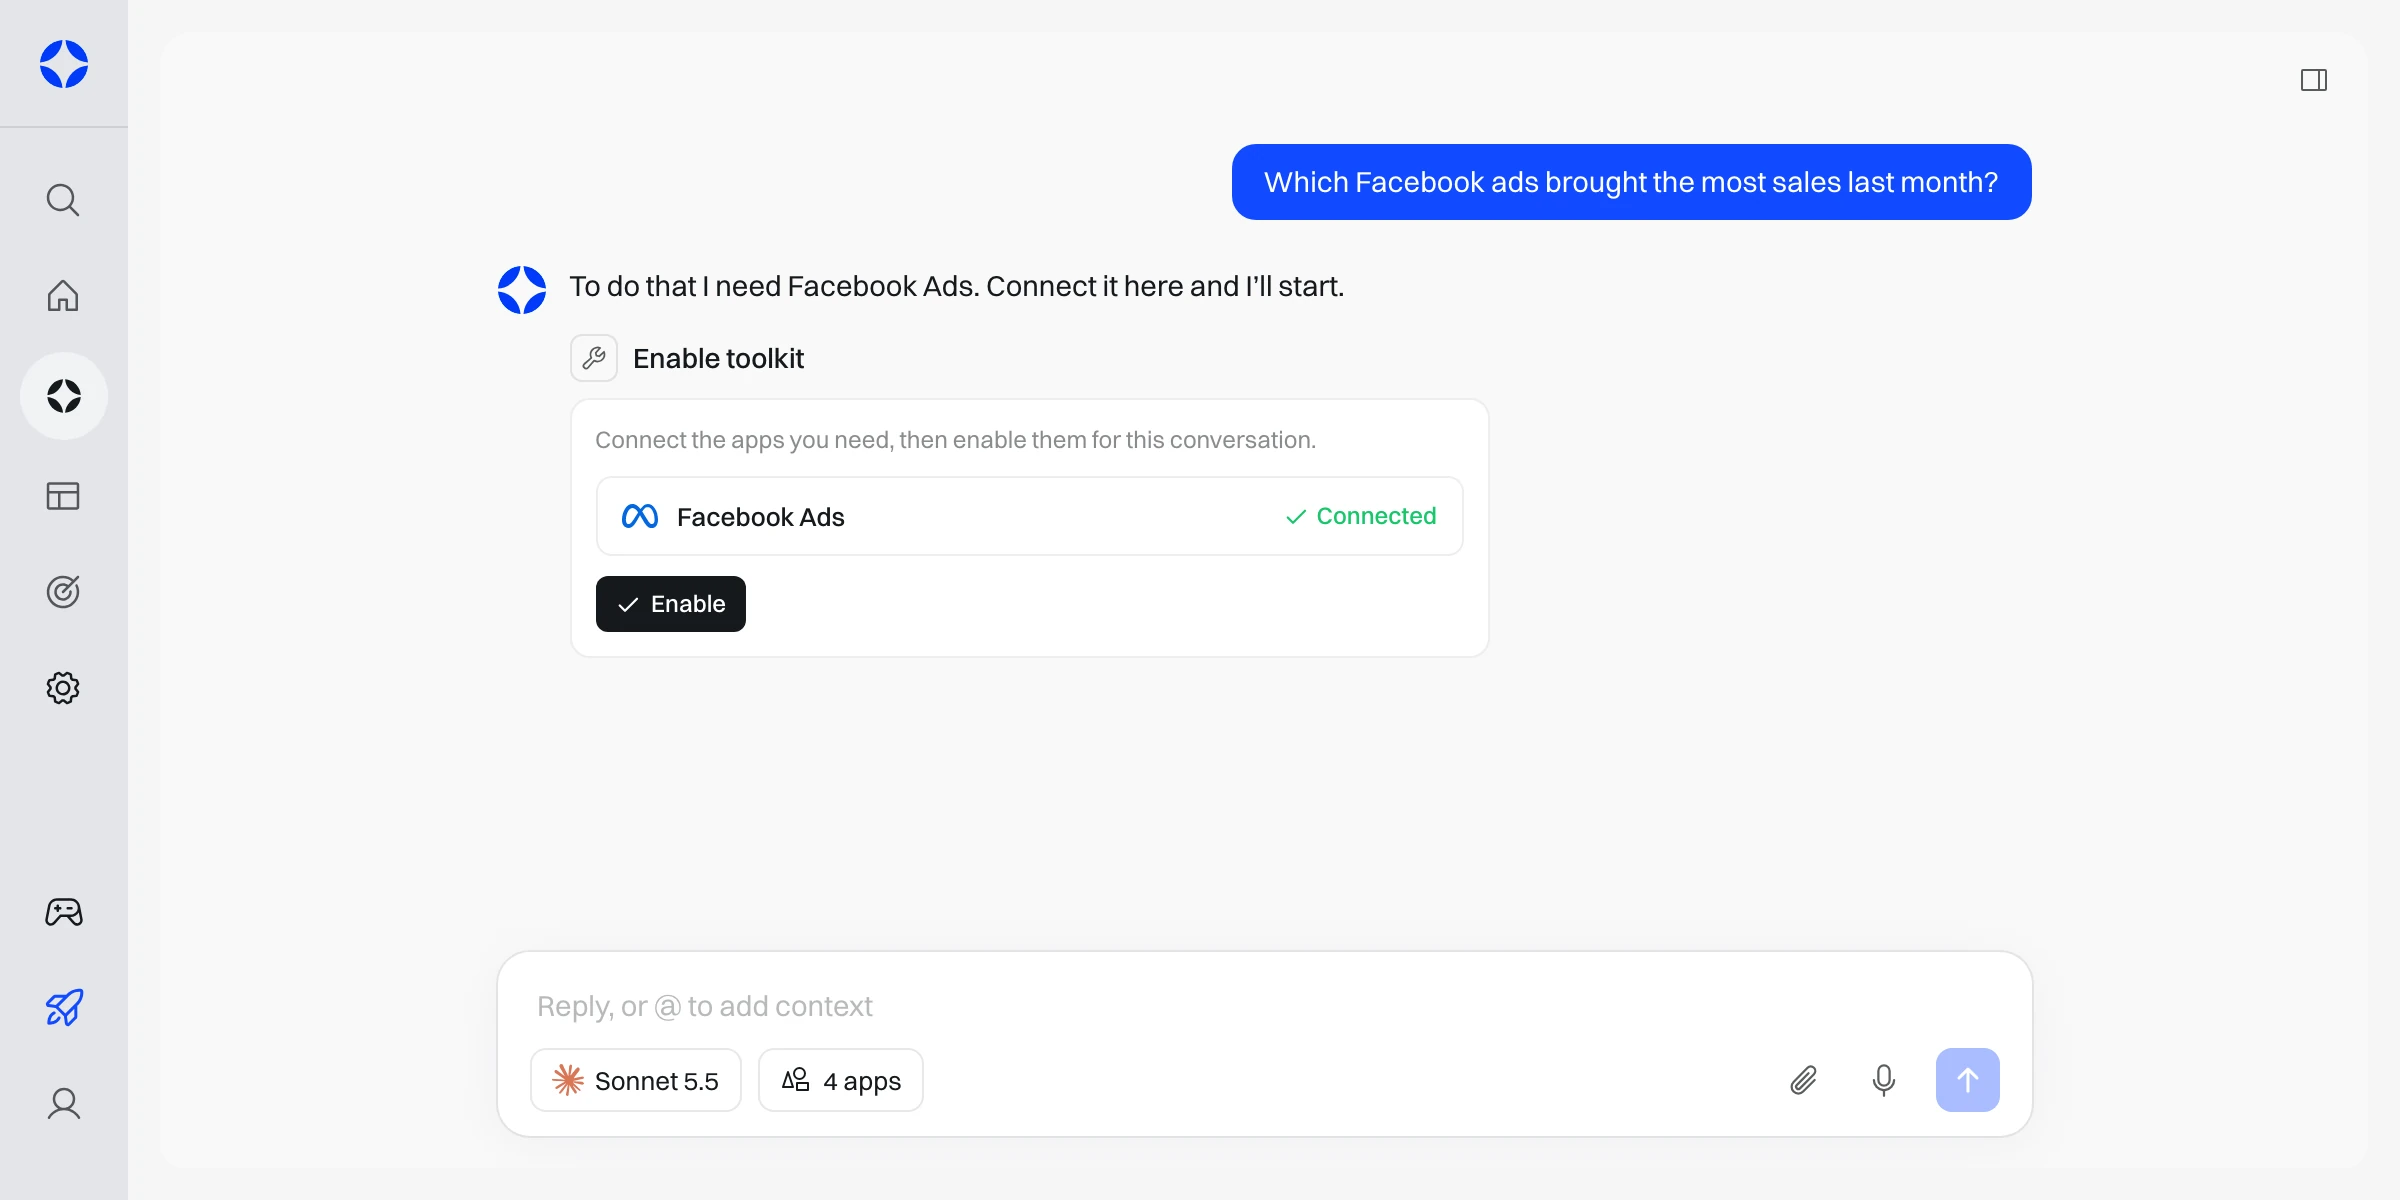 Which Facebook ads brought the most sales last month?
To do that I need Facebook Ads. Connect it here and I’ll start.
Enable toolkit
Connect the apps you need, then enable them for this conversation.
Facebook Ads
Connected
Enable
Reply, or @ to add context
Sonnet 5.5
4 apps